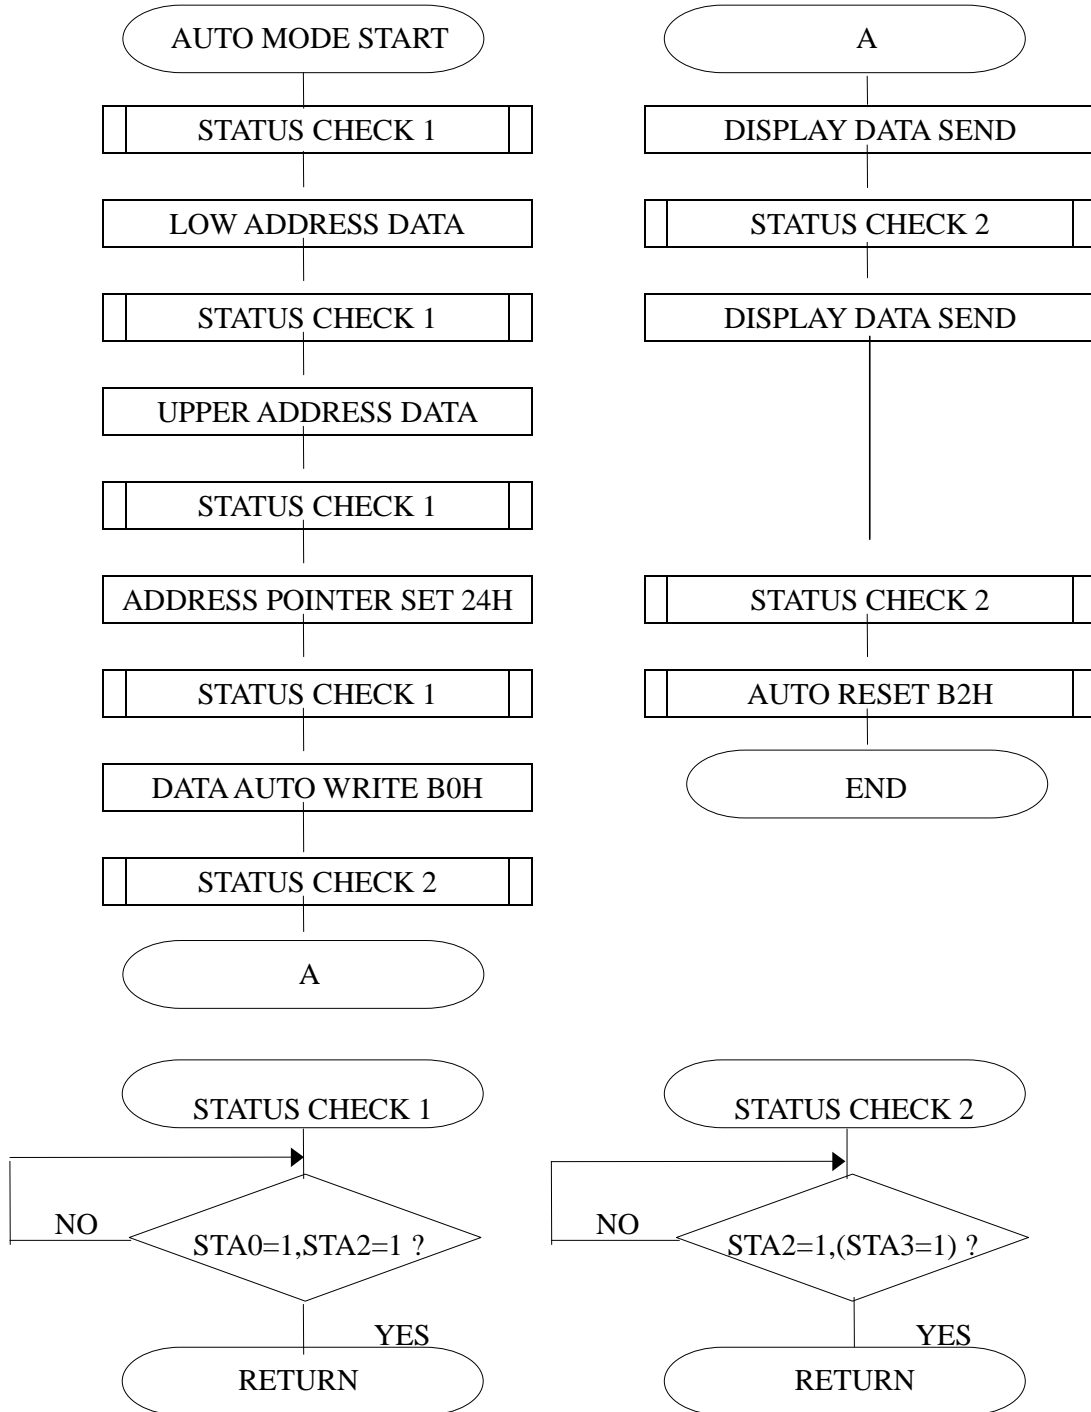 AUTO MODE START
STATUS CHECK 1
LOW ADDRESS DATA
STATUS CHECK 1
UPPER ADDRESS DATA
STATUS CHECK 1
ADDRESS POINTER SET 24H
STATUS CHECK 1
DATA AUTO WRITE B0H
STATUS CHECK 2
A
A
DISPLAY DATA SEND
STATUS CHECK 2
DISPLAY DATA SEND
STATUS CHECK 2
AUTO RESET B2H
END
STATUS CHECK 1
NO
STA0=1,STA2=1 ?
YES
RETURN
STATUS CHECK 2
NO
STA2=1,(STA3=1) ?
YES
RETURN